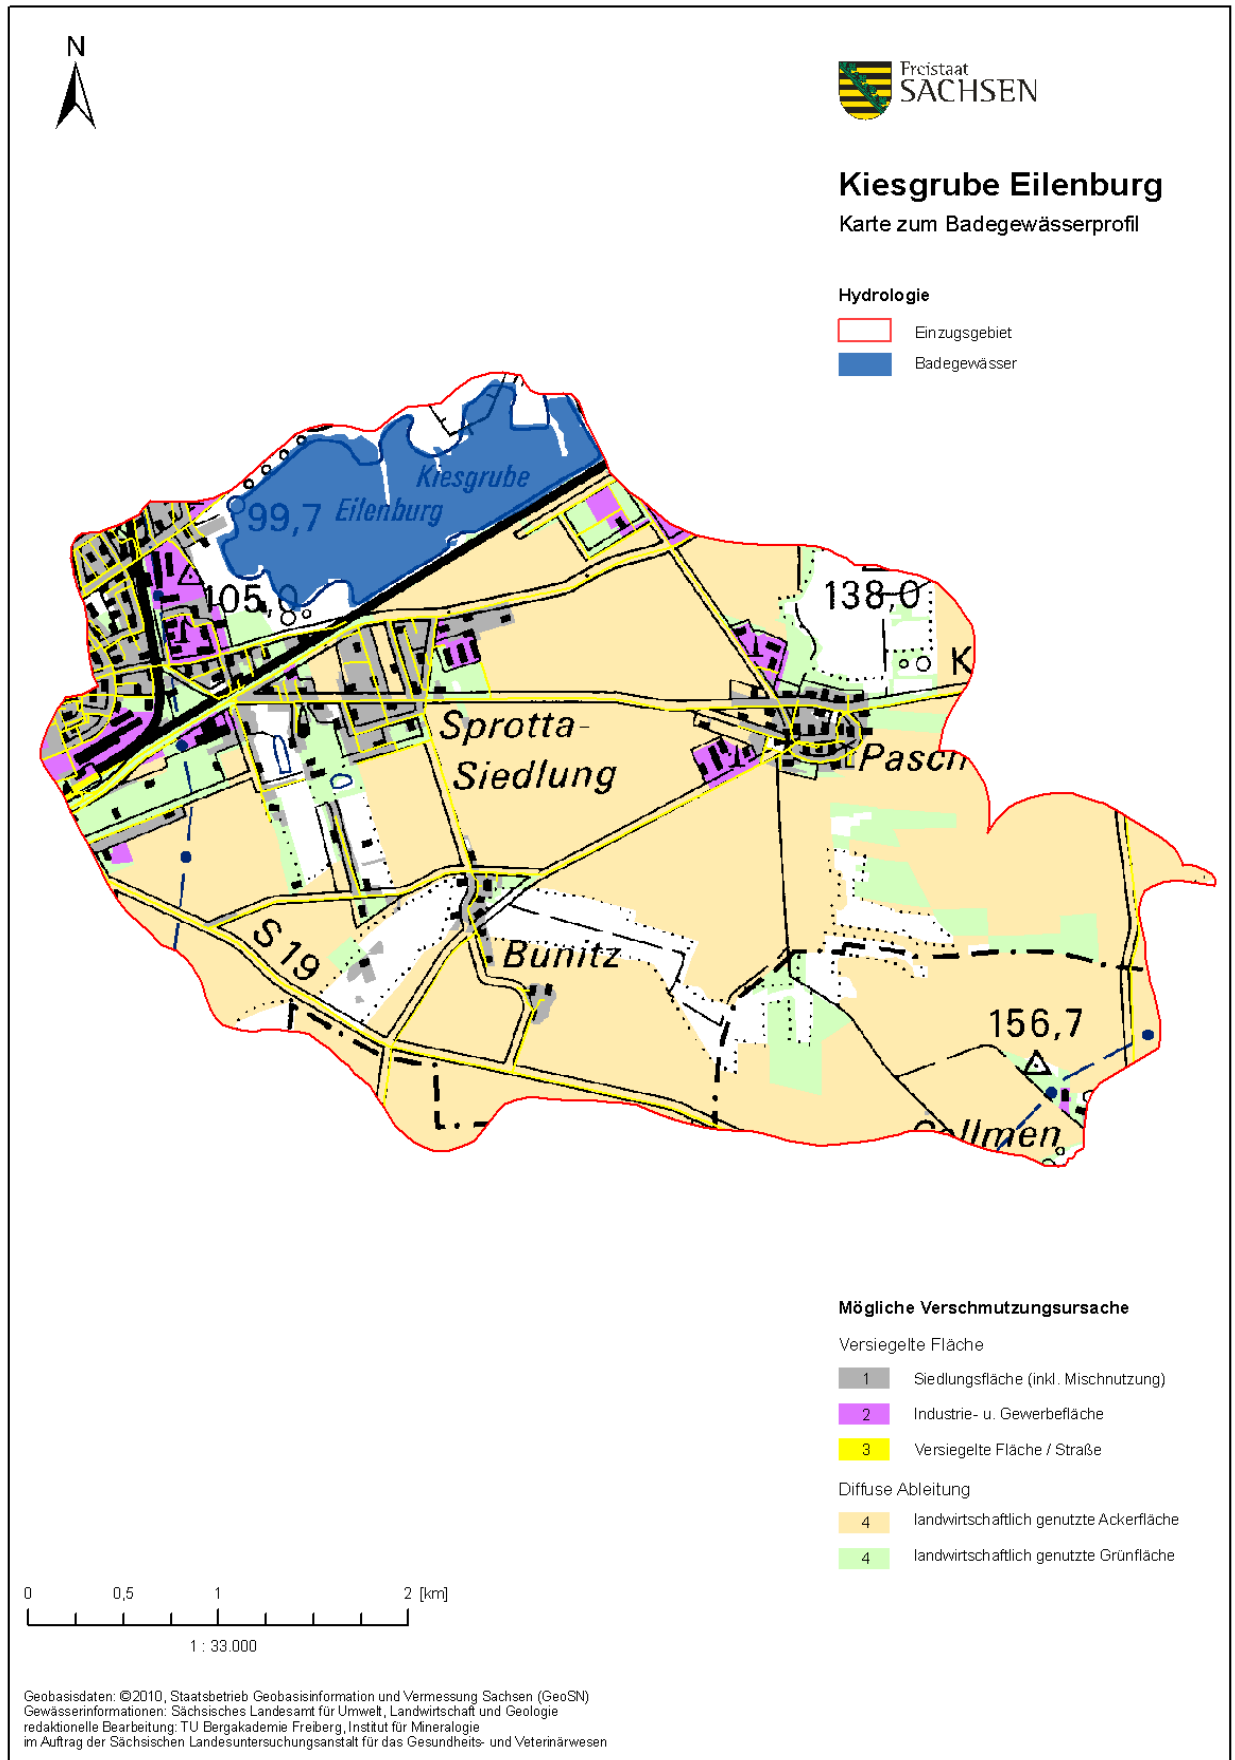 N
Freistaat
SACHSEN
Kiesgrube Eilenburg
Karte zum Badegewässerprofil
Hydrologie
Einzugsgebiet
Badegewässer
Kiesgrube
Eilenburg
99,7
105,0
138,0
K
Sprotta-
Siedlung
Pasch
S 19
Bunitz
156,7
Collmen
Mögliche Verschmutzungsursache
Versiegelte Fläche
1 Siedlungsfläche (inkl. Mischnutzung)
2 Industrie- u. Gewerbefläche
3 Versiegelte Fläche / Straße
Diffuse Ableitung
4 landwirtschaftlich genutzte Ackerfläche
4 landwirtschaftlich genutzte Grünfläche
0 0,5 1 2 [km]
1 : 33.000
Geobasisdaten: ©2010, Staatsbetrieb Geobasisinformation und Vermessung Sachsen (GeoSN)
Gewässerinformationen: Sächsisches Landesamt für Umwelt, Landwirtschaft und Geologie
redaktionelle Bearbeitung: TU Bergakademie Freiberg, Institut für Mineralogie
im Auftrag der Sächsischen Landesuntersuchungsanstalt für das Gesundheits- und Veterinärwesen